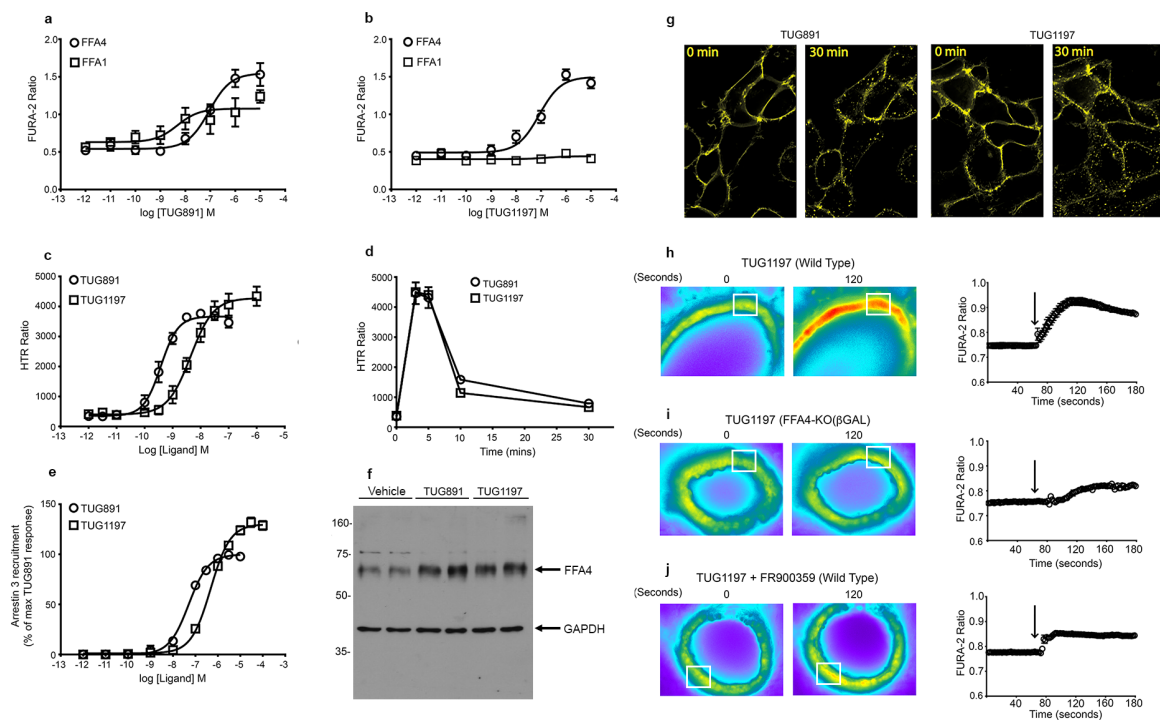 a
FFA4
FFA1
2.0
1.5
1.0
0.5
0.0
FURA-2 Ratio
-13 -12 -11 -10 -9 -8 -7 -6 -5 -4
log [TUG891] M
b
FFA4
FFA1
2.0
1.5
1.0
0.5
0.0
FURA-2 Ratio
-13 -12 -11 -10 -9 -8 -7 -6 -5 -4
log [TUG1197] M
g
TUG891 TUG1197
0 min 30 min 0 min 30 min
c
TUG891
TUG1197
5000
4000
3000
2000
1000
0
HTR Ratio
-12 -11 -10 -9 -8 -7 -6 -5
Log [Ligand] M
d
TUG891
TUG1197
5000
4000
3000
2000
1000
0
HTR Ratio
0 5 10 20 30
Time (mins)
e
TUG891
TUG1197
150
100
50
0
Arrestin 3 recruitment
(% of max TUG891 response)
-12 -11 -10 -9 -8 -7 -6 -5 -4 -3
log [Ligand] M
f
Vehicle TUG891 TUG1197
160-
75-
50-
35-
FFA4
GAPDH
h
TUG1197 (Wild Type)
(Seconds) 0 120
1.0
0.9
0.8
0.7
0.6
FURA-2 Ratio
40 80 120 160 180
Time (seconds)
i
TUG1197 (FFA4-KO(βGAL)
(Seconds) 0 120
1.0
0.9
0.8
0.7
0.6
FURA-2 Ratio
40 80 120 160 180
Time (seconds)
j
TUG1197 + FR900359 (Wild Type)
(Seconds) 0 120
1.0
0.9
0.8
0.7
0.6
FURA-2 Ratio
40 80 120 160 180
Time (seconds)